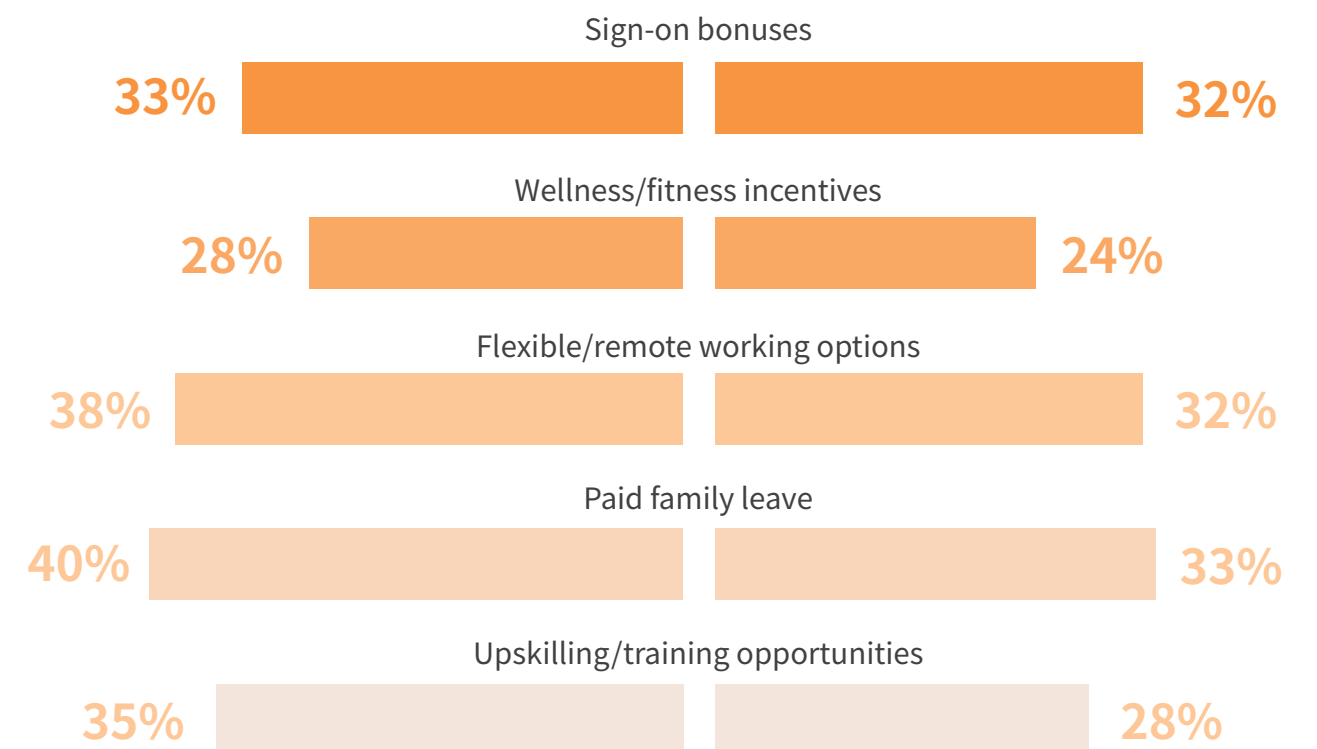 Sign-on bonuses
33% 32%
Wellness/fitness incentives
28% 24%
Flexible/remote working options
38% 32%
Paid family leave
40% 33%
Upskilling/training opportunities
35% 28%